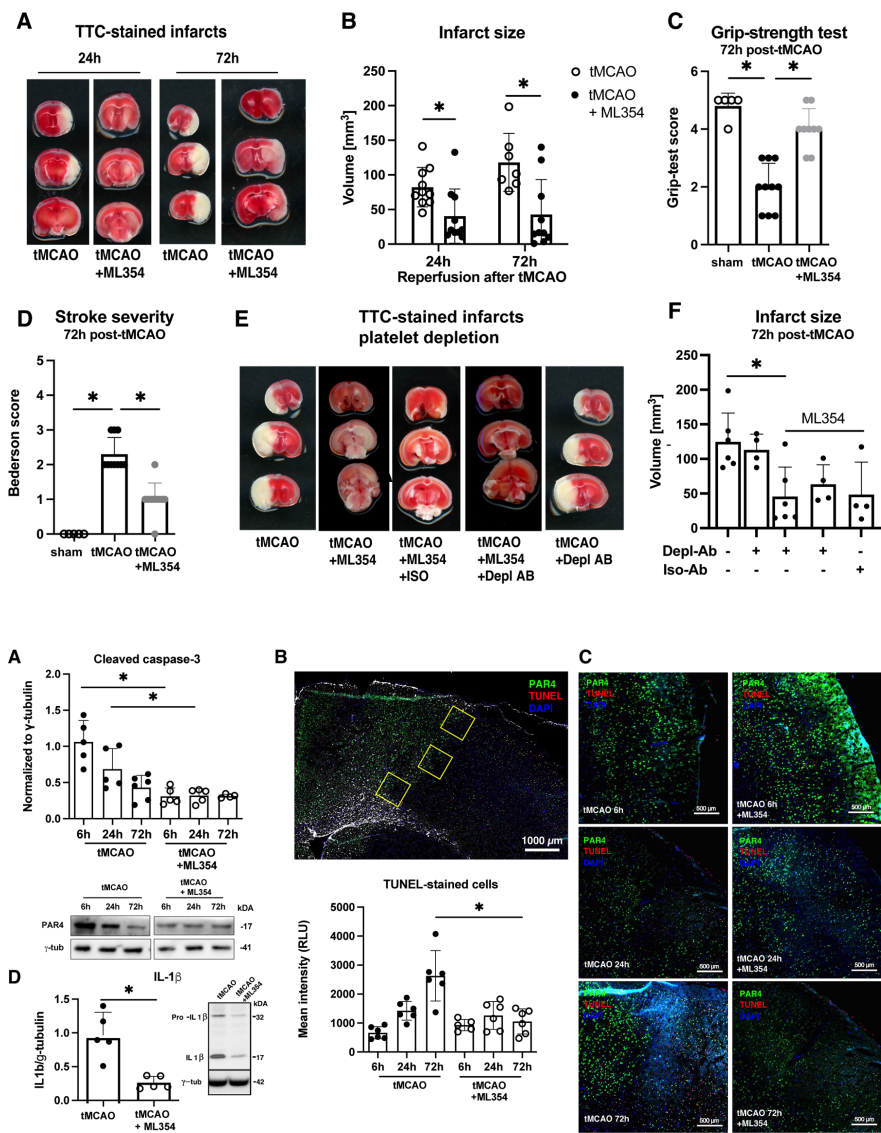 A
TTC-stained infarcts
24h
72h
tMCAO
tMCAO
+ML354
tMCAO
tMCAO
+ML354
B
Infarct size
Volume [mm³]
250
200
150
100
50
0
*
*
24h
72h
Reperfusion after tMCAO
tMCAO
tMCAO
+ ML354
C
Grip-strength test
72h post-tMCAO
Grip-test score
6
4
2
0
*
*
sham
tMCAO
tMCAO
+ML354
D
Stroke severity
72h post-tMCAO
Bederson score
5
4
3
2
1
0
*
*
sham
tMCAO
tMCAO
+ML354
E
TTC-stained infarcts
platelet depletion
tMCAO
tMCAO
+ML354
tMCAO
+ML354
+ISO
tMCAO
+ML354
+Depl AB
tMCAO
+Depl AB
F
Infarct size
72h post-tMCAO
Volume [mm³]
-
250
200
150
100
50
0
*
ML354
Depl-Ab - + + + -
Iso-Ab - - - - +
A
Cleaved caspase-3
Normalized to γ-tubulin
2.0
1.5
1.0
0.5
0.0
*
*
6h 24h 72h 6h 24h 72h
tMCAO
tMCAO
+ML354
tMCAO
tMCAO
+ ML354
6h 24h 72h 6h 24h 72h kDA
PAR4 -17
γ-tub -41
B
PAR4
TUNEL
DAPI
1000 µm
TUNEL-stained cells
Mean intensity (RLU)
5000
4000
3000
2000
1000
0
*
6h 24h 72h 6h 24h 72h
tMCAO
tMCAO
+ML354
C
PAR4
TUNEL
DAPI
tMCAO 6h
500 µm
PAR4
TUNEL
DAPI
tMCAO 6h
+ML354
500 µm
PAR4
TUNEL
DAPI
tMCAO 24h
500 µm
PAR4
TUNEL
DAPI
tMCAO 24h
+ML354
500 µm
PAR4
TUNEL
DAPI
tMCAO 72h
500 µm
PAR4
TUNEL
DAPI
tMCAO 72h
+ML354
500 µm
D
IL-1β
IL1b/g-tubulin
1.5
1.0
0.5
0.0
*
tMCAO
tMCAO
+ ML354
tMCAO
tMCAO
+ML354
kDA
Pro -IL 1β -32
IL 1β -17
γ-tub -42